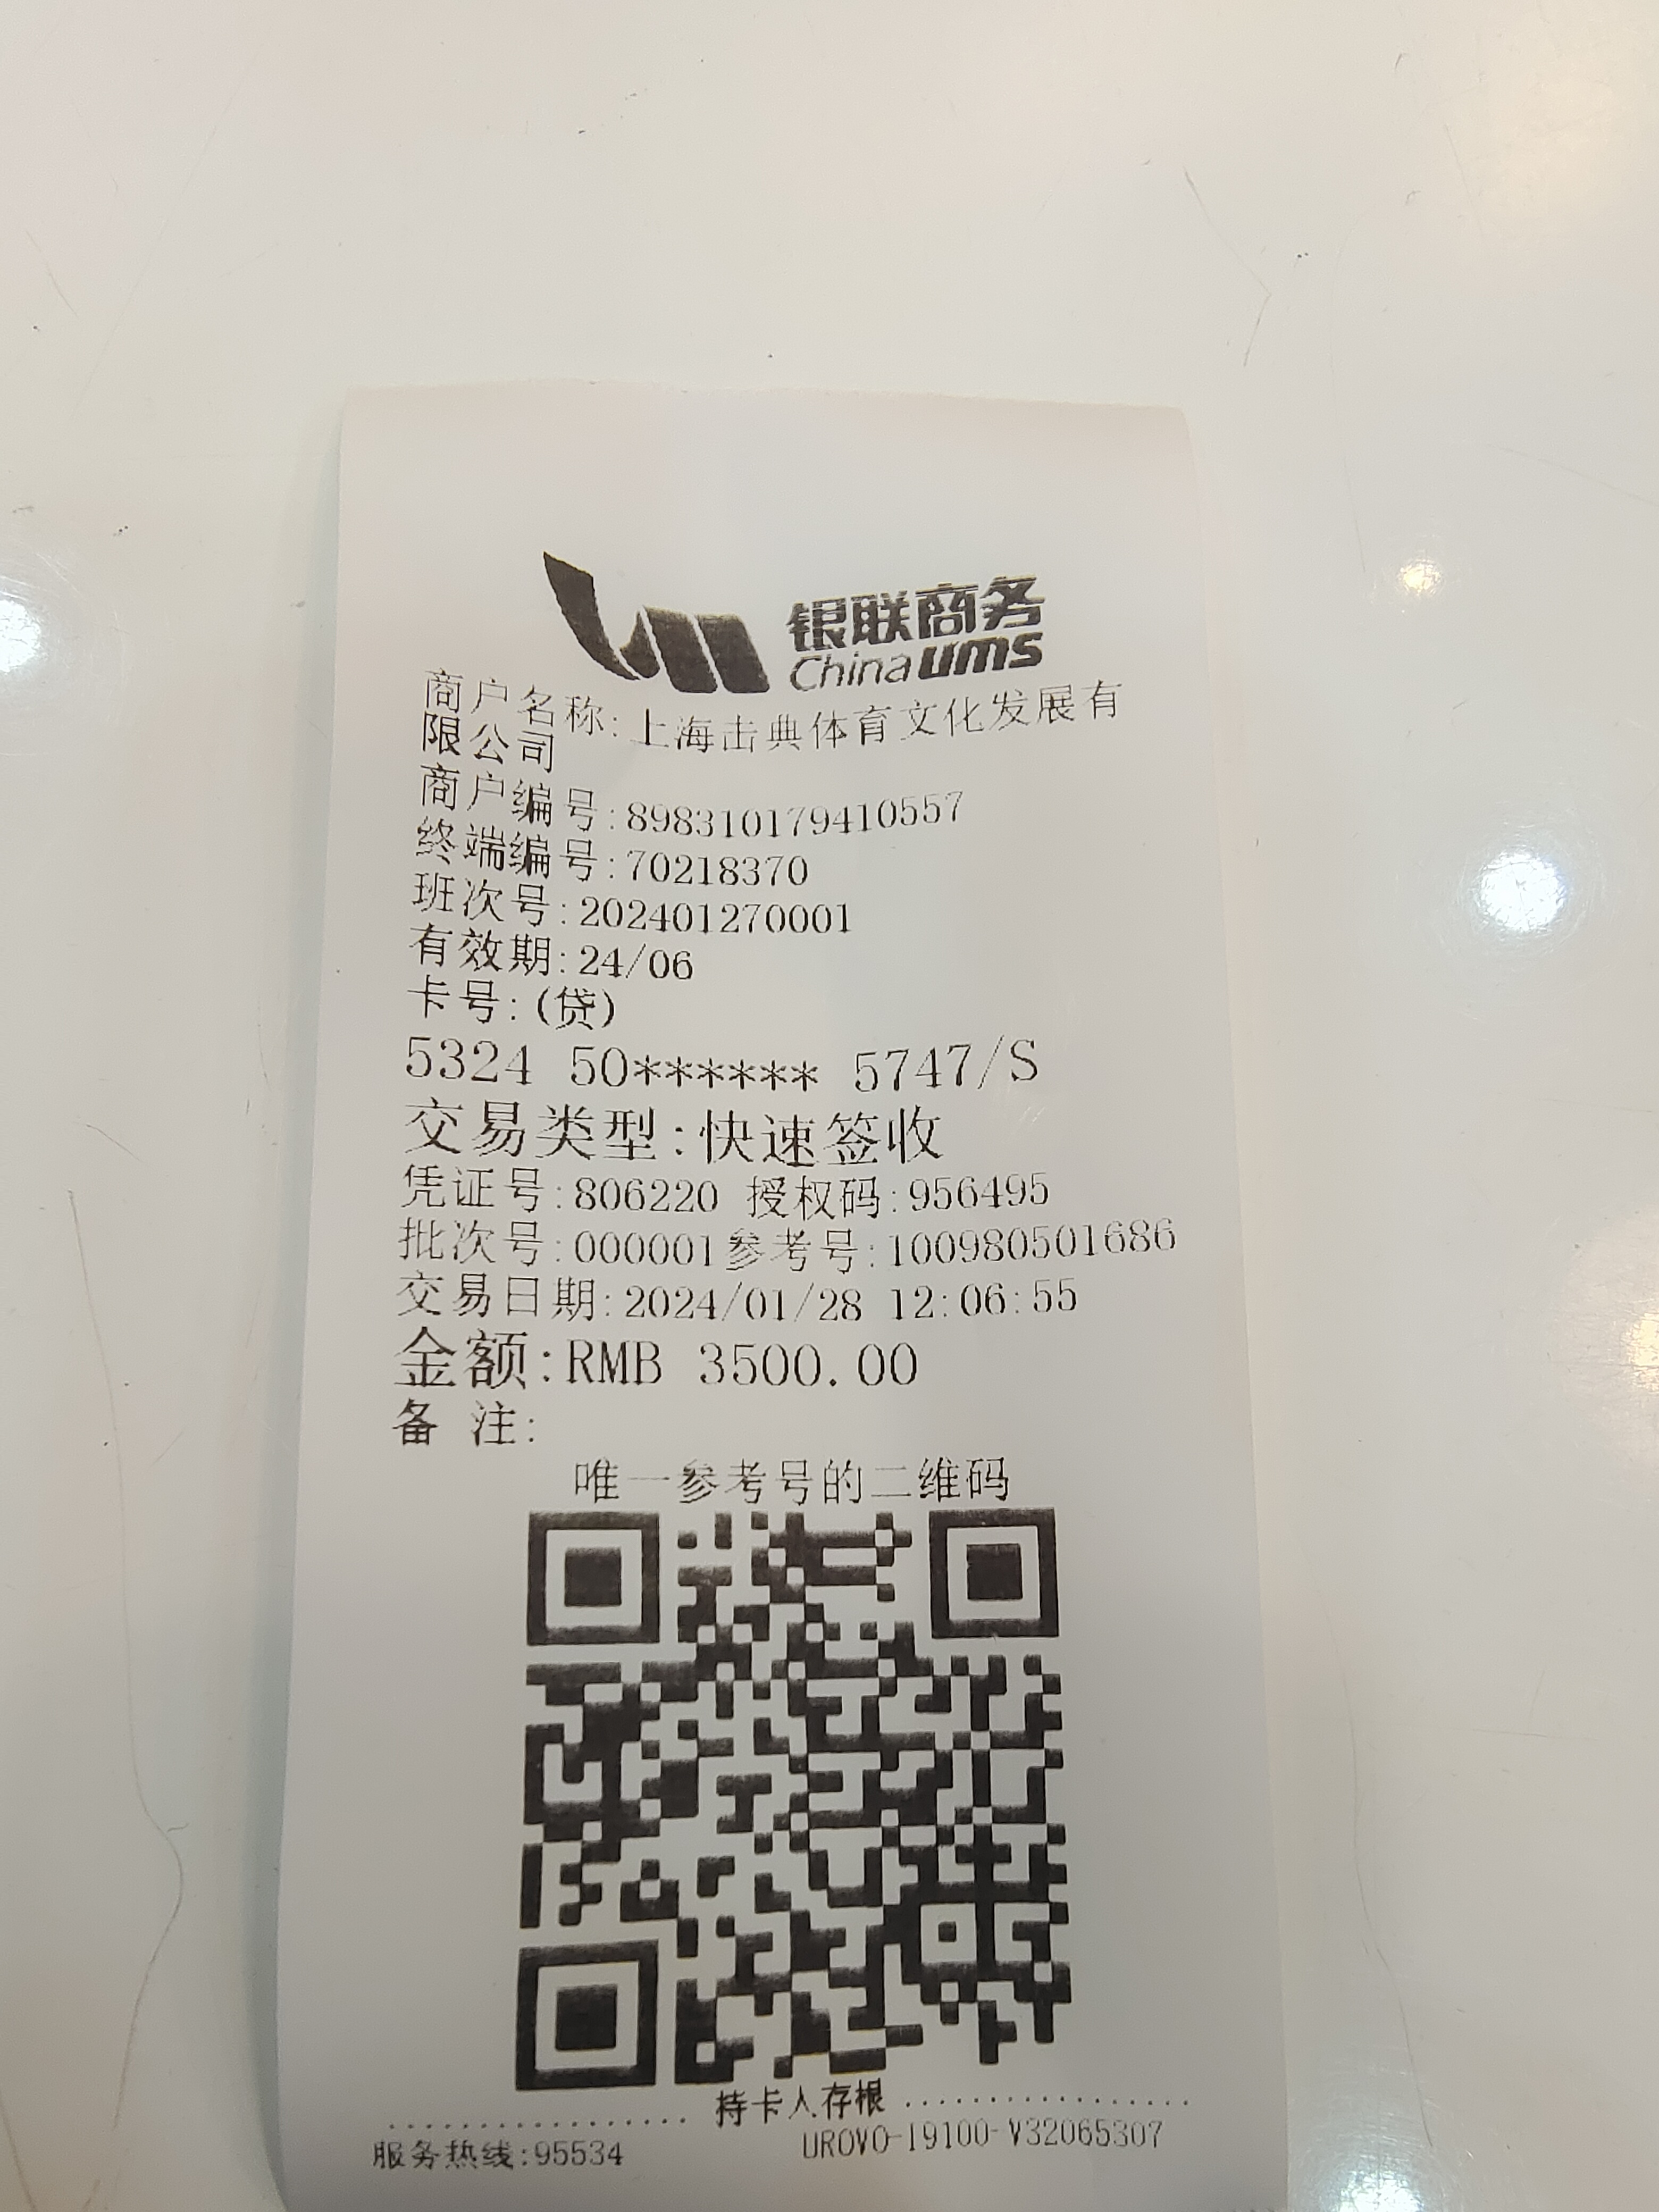 银联商务
Chinaums
商户名称:上海击典体育文化发展有
限公司
商户编号:898310179410557
终端编号:70218370
班次号:202401270001
有效期:24/06
卡号:(贷)
5324 50****** 5747/S
交易类型:快速签收
凭证号:806220 授权码:956495
批次号:000001参考号:100980501686
交易日期:2024/01/28 12:06:55
金额:RMB 3500.00
备 注:
唯一参考号的二维码
持卡人存根
服务热线:95534 UROVO-I9100-V32065307